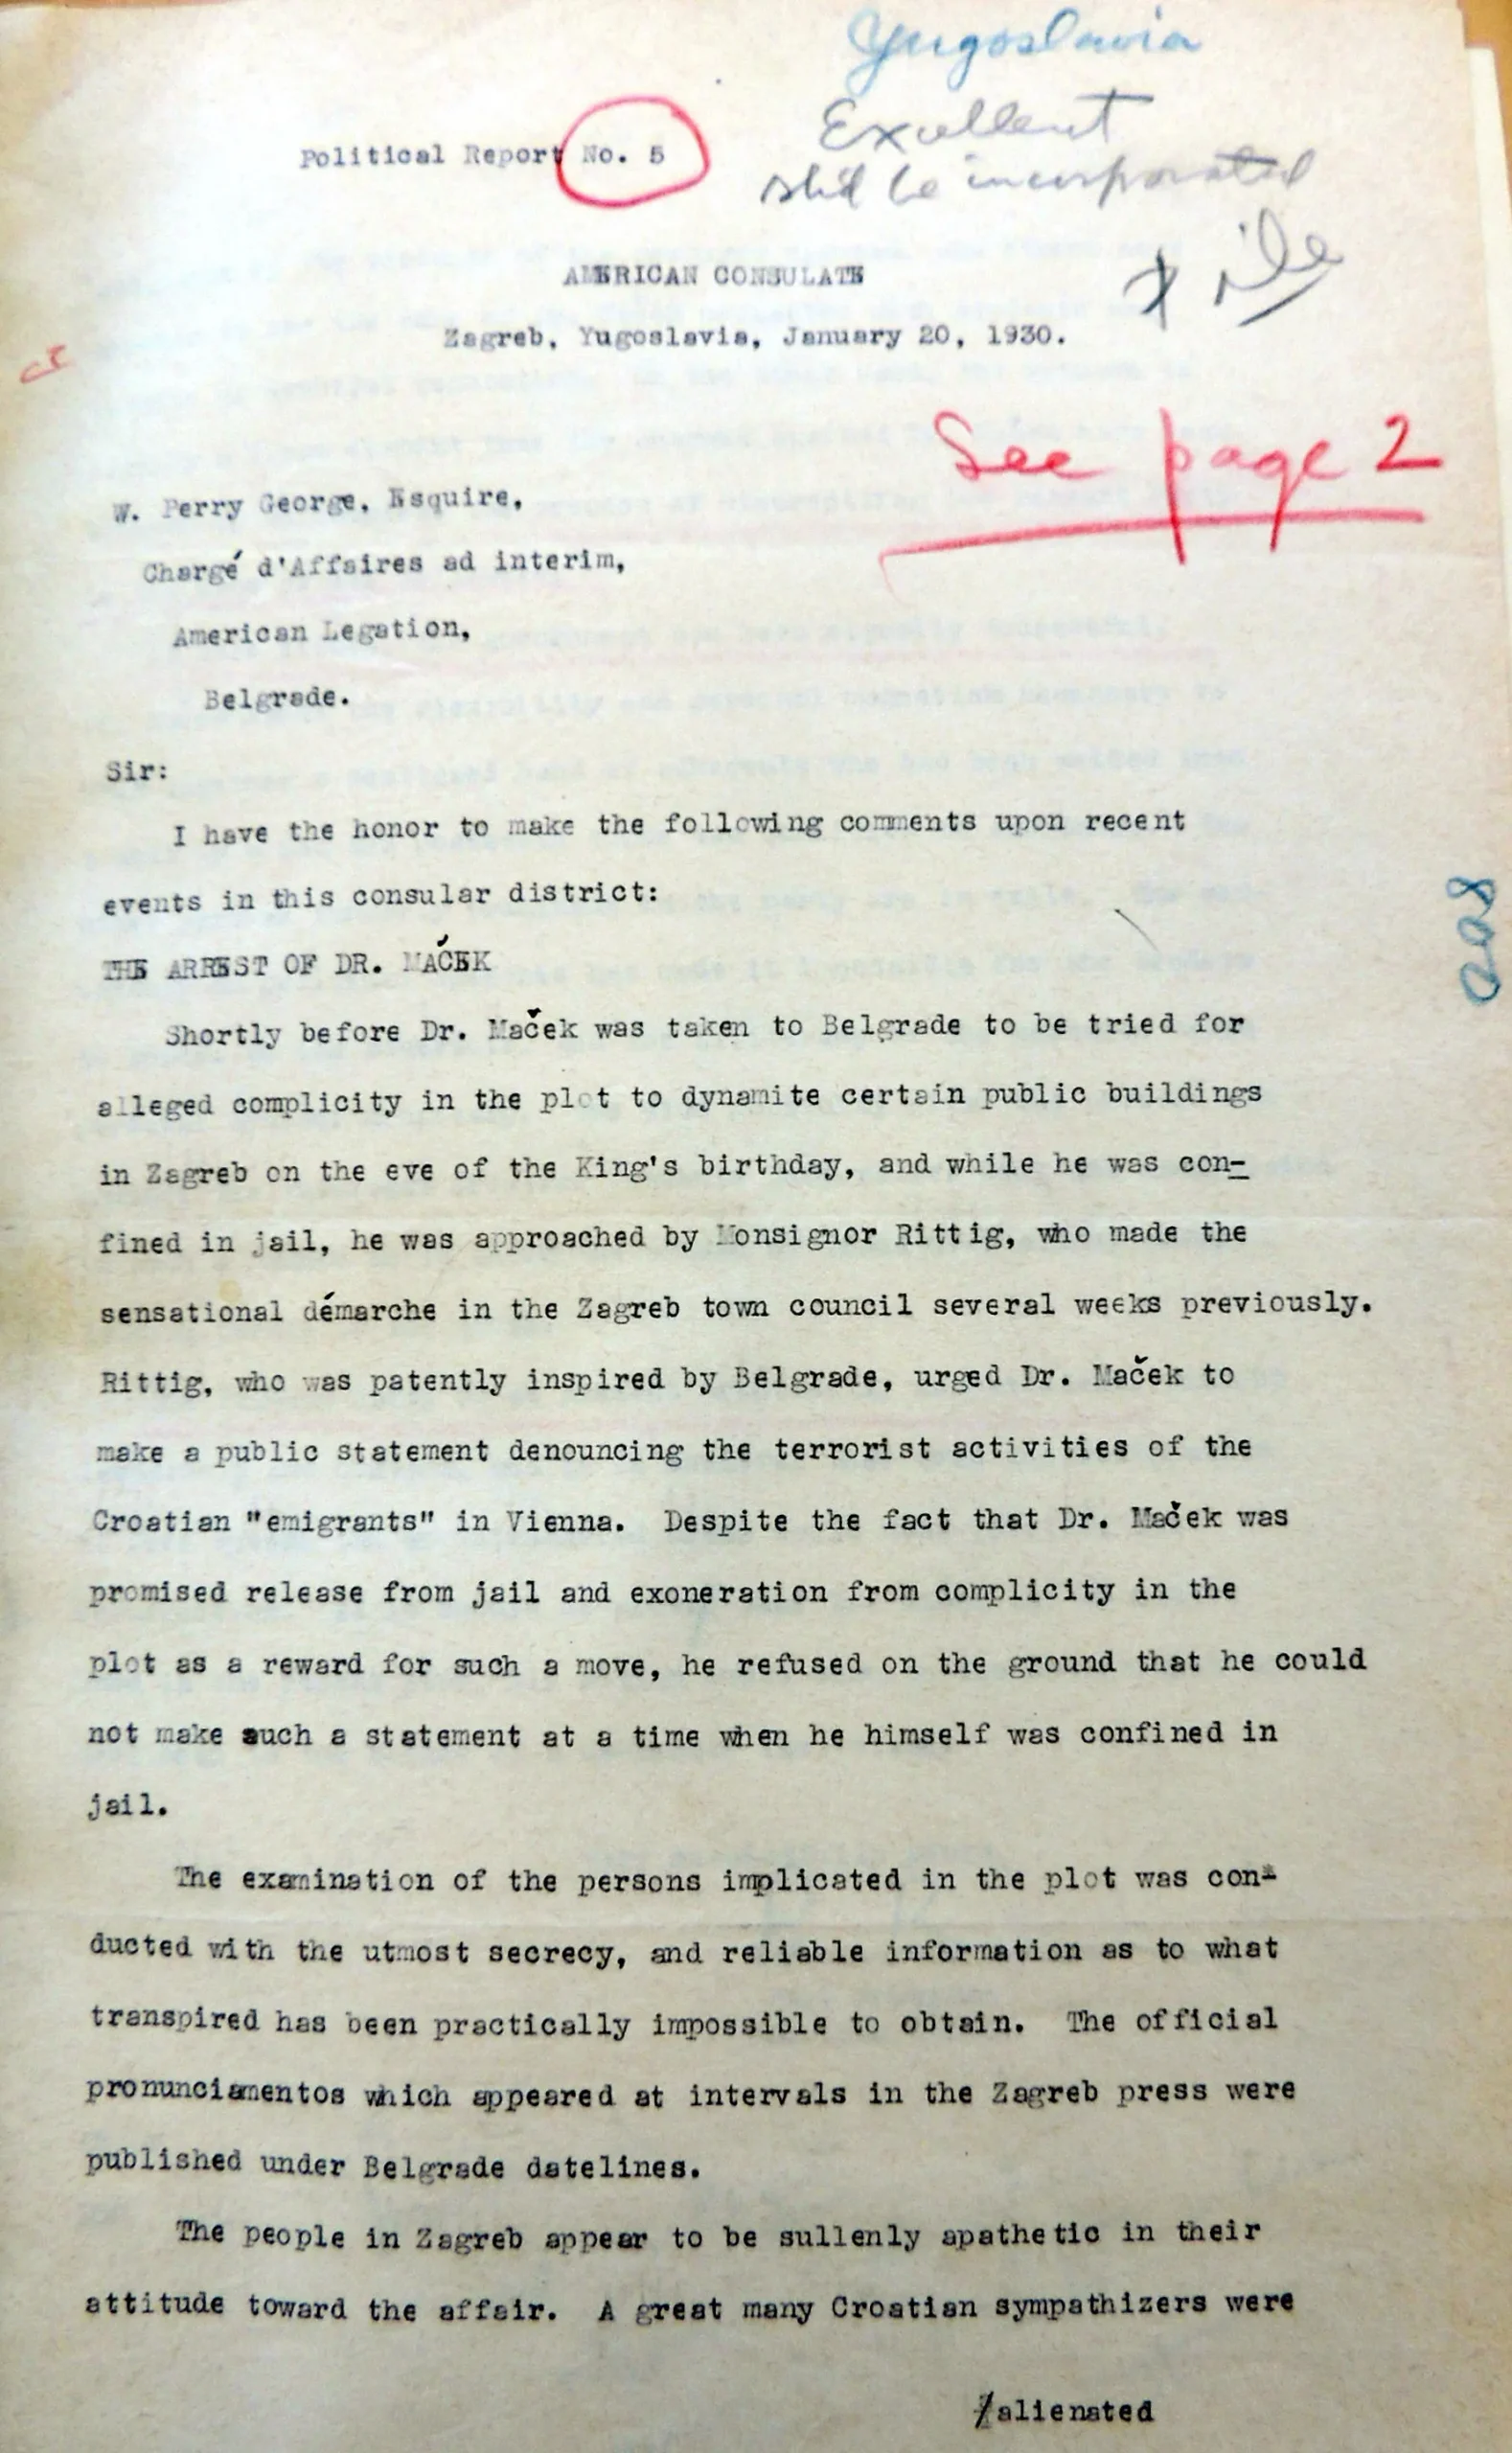 Yugoslavia
Excellent
shd be incorporated
Political Report No. 5
AMERICAN CONSULATE
Zagreb, Yugoslavia, January 20, 1930.
See page 2
W. Perry George, Esquire,
Chargé d'Affaires ad interim,
American Legation,
Belgrade.
Sir:
I have the honor to make the following comments upon recent
events in this consular district:
THE ARREST OF DR. MAČEK
Shortly before Dr. Maček was taken to Belgrade to be tried for
alleged complicity in the plot to dynamite certain public buildings
in Zagreb on the eve of the King's birthday, and while he was con-
fined in jail, he was approached by Monsignor Rittig, who made the
sensational démarche in the Zagreb town council several weeks previously.
Rittig, who was patently inspired by Belgrade, urged Dr. Maček to
make a public statement denouncing the terrorist activities of the
Croatian "emigrants" in Vienna. Despite the fact that Dr. Maček was
promised release from jail and exoneration from complicity in the
plot as a reward for such a move, he refused on the ground that he could
not make such a statement at a time when he himself was confined in
jail.
The examination of the persons implicated in the plot was con-
ducted with the utmost secrecy, and reliable information as to what
transpired has been practically impossible to obtain. The official
pronunciamentos which appeared at intervals in the Zagreb press were
published under Belgrade datelines.
The people in Zagreb appear to be sullenly apathetic in their
attitude toward the affair. A great many Croatian sympathizers were
/alienated